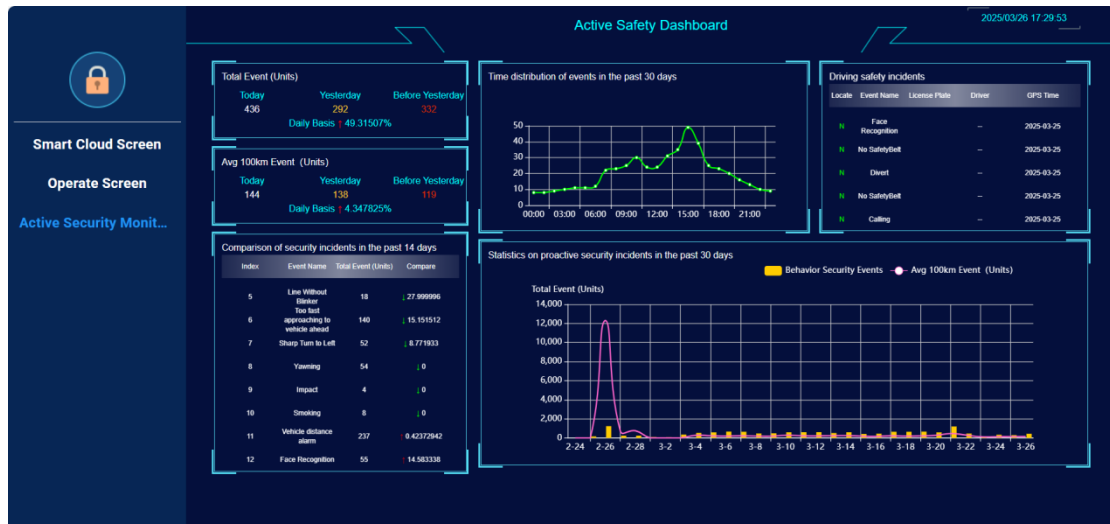 Active Safety Dashboard
2025/03/26 17:29:53
Smart Cloud Screen
Operate Screen
Active Security Monit...
Total Event (Units)
Today Yesterday Before Yesterday
436 292 332
Daily Basis ↑ 49.31507%
Avg 100km Event (Units)
Today Yesterday Before Yesterday
144 138 119
Daily Basis ↑ 4.347825%
Comparison of security incidents in the past 14 days
Index Event Name Total Event (Units) Compare
5 Line Without Blinker 18 ↓ 27.999996
6 Too fast approaching to vehicle ahead 140 ↓ 15.151512
7 Sharp Turn to Left 52 ↓ 8.771933
8 Yawning 54 ↓ 0
9 Impact 4 ↓ 0
10 Smoking 8 ↓ 0
11 Vehicle distance alarm 237 ↑ 0.42372942
12 Face Recognition 55 ↑ 14.583338
Time distribution of events in the past 30 days
50
40
30
20
10
0
00:00 03:00 06:00 09:00 12:00 15:00 18:00 21:00
Driving safety incidents
Locate Event Name License Plate Driver GPS Time
N Face Recognition -- 2025-03-25
N No SafetyBelt -- 2025-03-25
N Divert -- 2025-03-25
N No SafetyBelt -- 2025-03-25
N Calling -- 2025-03-25
Statistics on proactive security incidents in the past 30 days
Behavior Security Events Avg 100km Event (Units)
Total Event (Units)
14,000
12,000
10,000
8,000
6,000
4,000
2,000
0
2-24 2-26 2-28 3-2 3-4 3-6 3-8 3-10 3-12 3-14 3-16 3-18 3-20 3-22 3-24 3-26